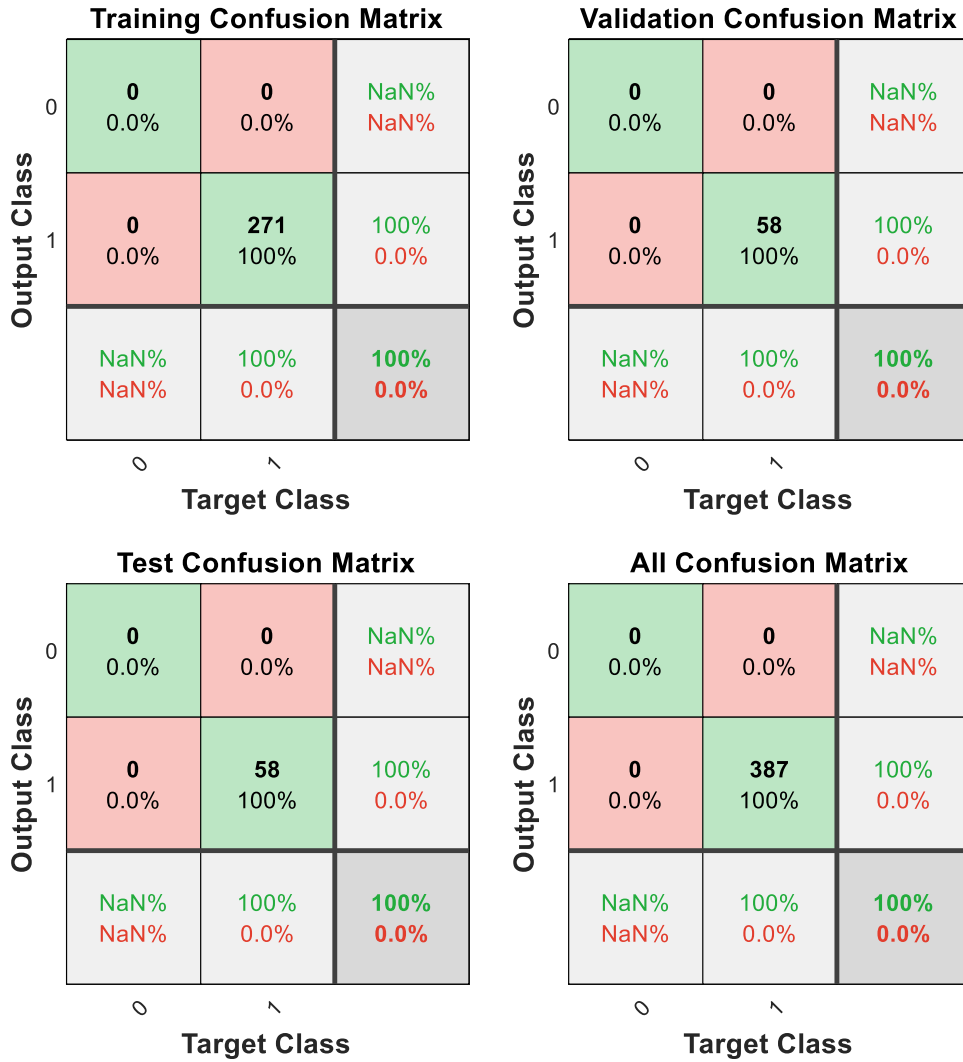 Training Confusion Matrix
0 0 NaN%
0.0% 0.0% NaN%
0
0 271 100%
0.0% 100% 0.0%
1
NaN% 100% 100%
NaN% 0.0% 0.0%
0 1
Target Class
Output Class
Validation Confusion Matrix
0 0 NaN%
0.0% 0.0% NaN%
0
0 58 100%
0.0% 100% 0.0%
1
NaN% 100% 100%
NaN% 0.0% 0.0%
0 1
Target Class
Output Class
Test Confusion Matrix
0 0 NaN%
0.0% 0.0% NaN%
0
0 58 100%
0.0% 100% 0.0%
1
NaN% 100% 100%
NaN% 0.0% 0.0%
0 1
Target Class
Output Class
All Confusion Matrix
0 0 NaN%
0.0% 0.0% NaN%
0
0 387 100%
0.0% 100% 0.0%
1
NaN% 100% 100%
NaN% 0.0% 0.0%
0 1
Target Class
Output Class